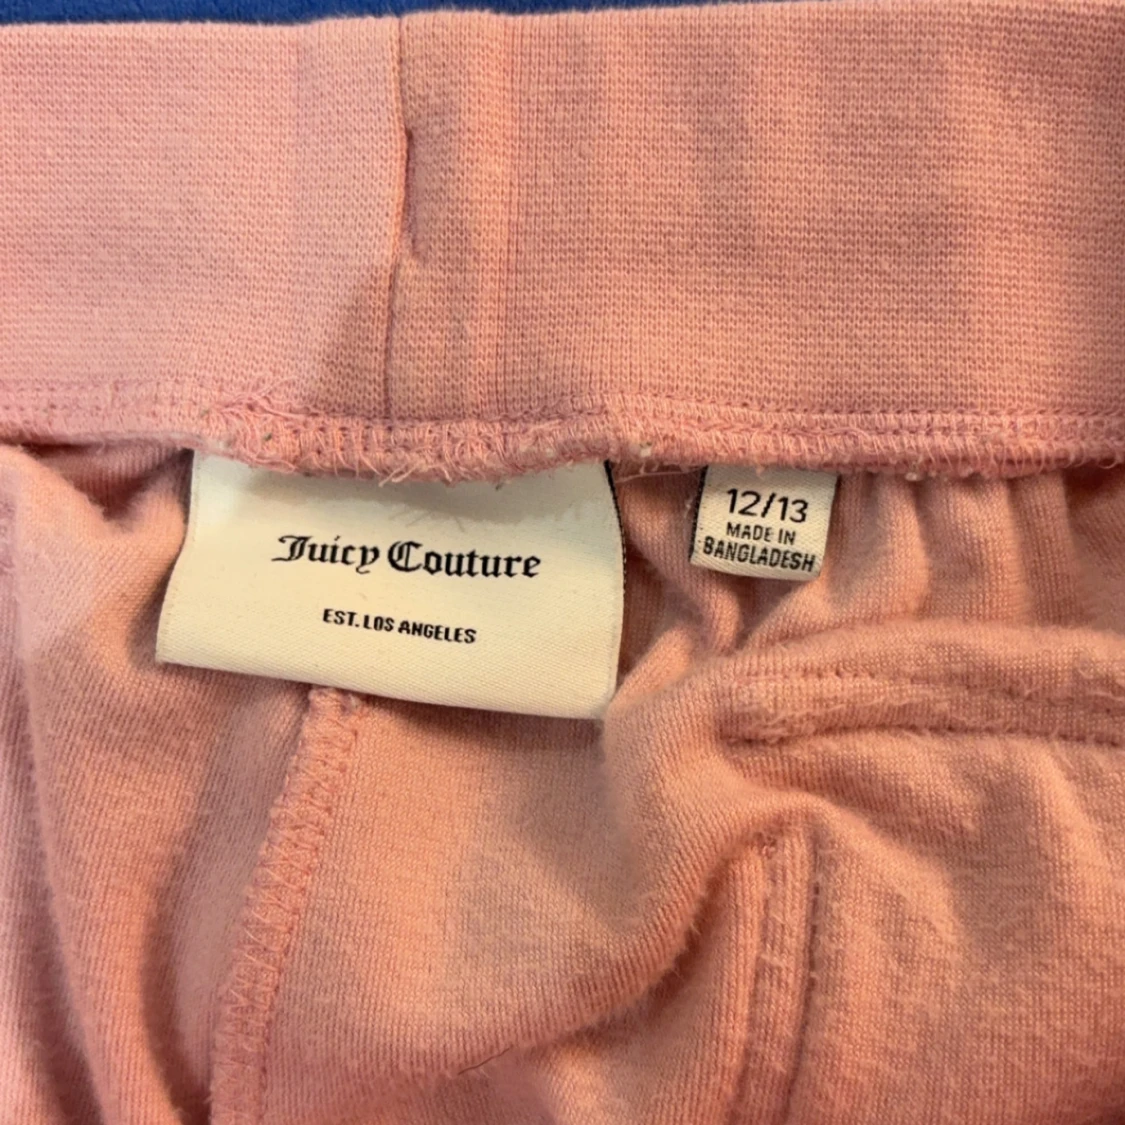 Juicy Couture
EST. LOS ANGELES
12/13
MADE IN
BANGLADESH